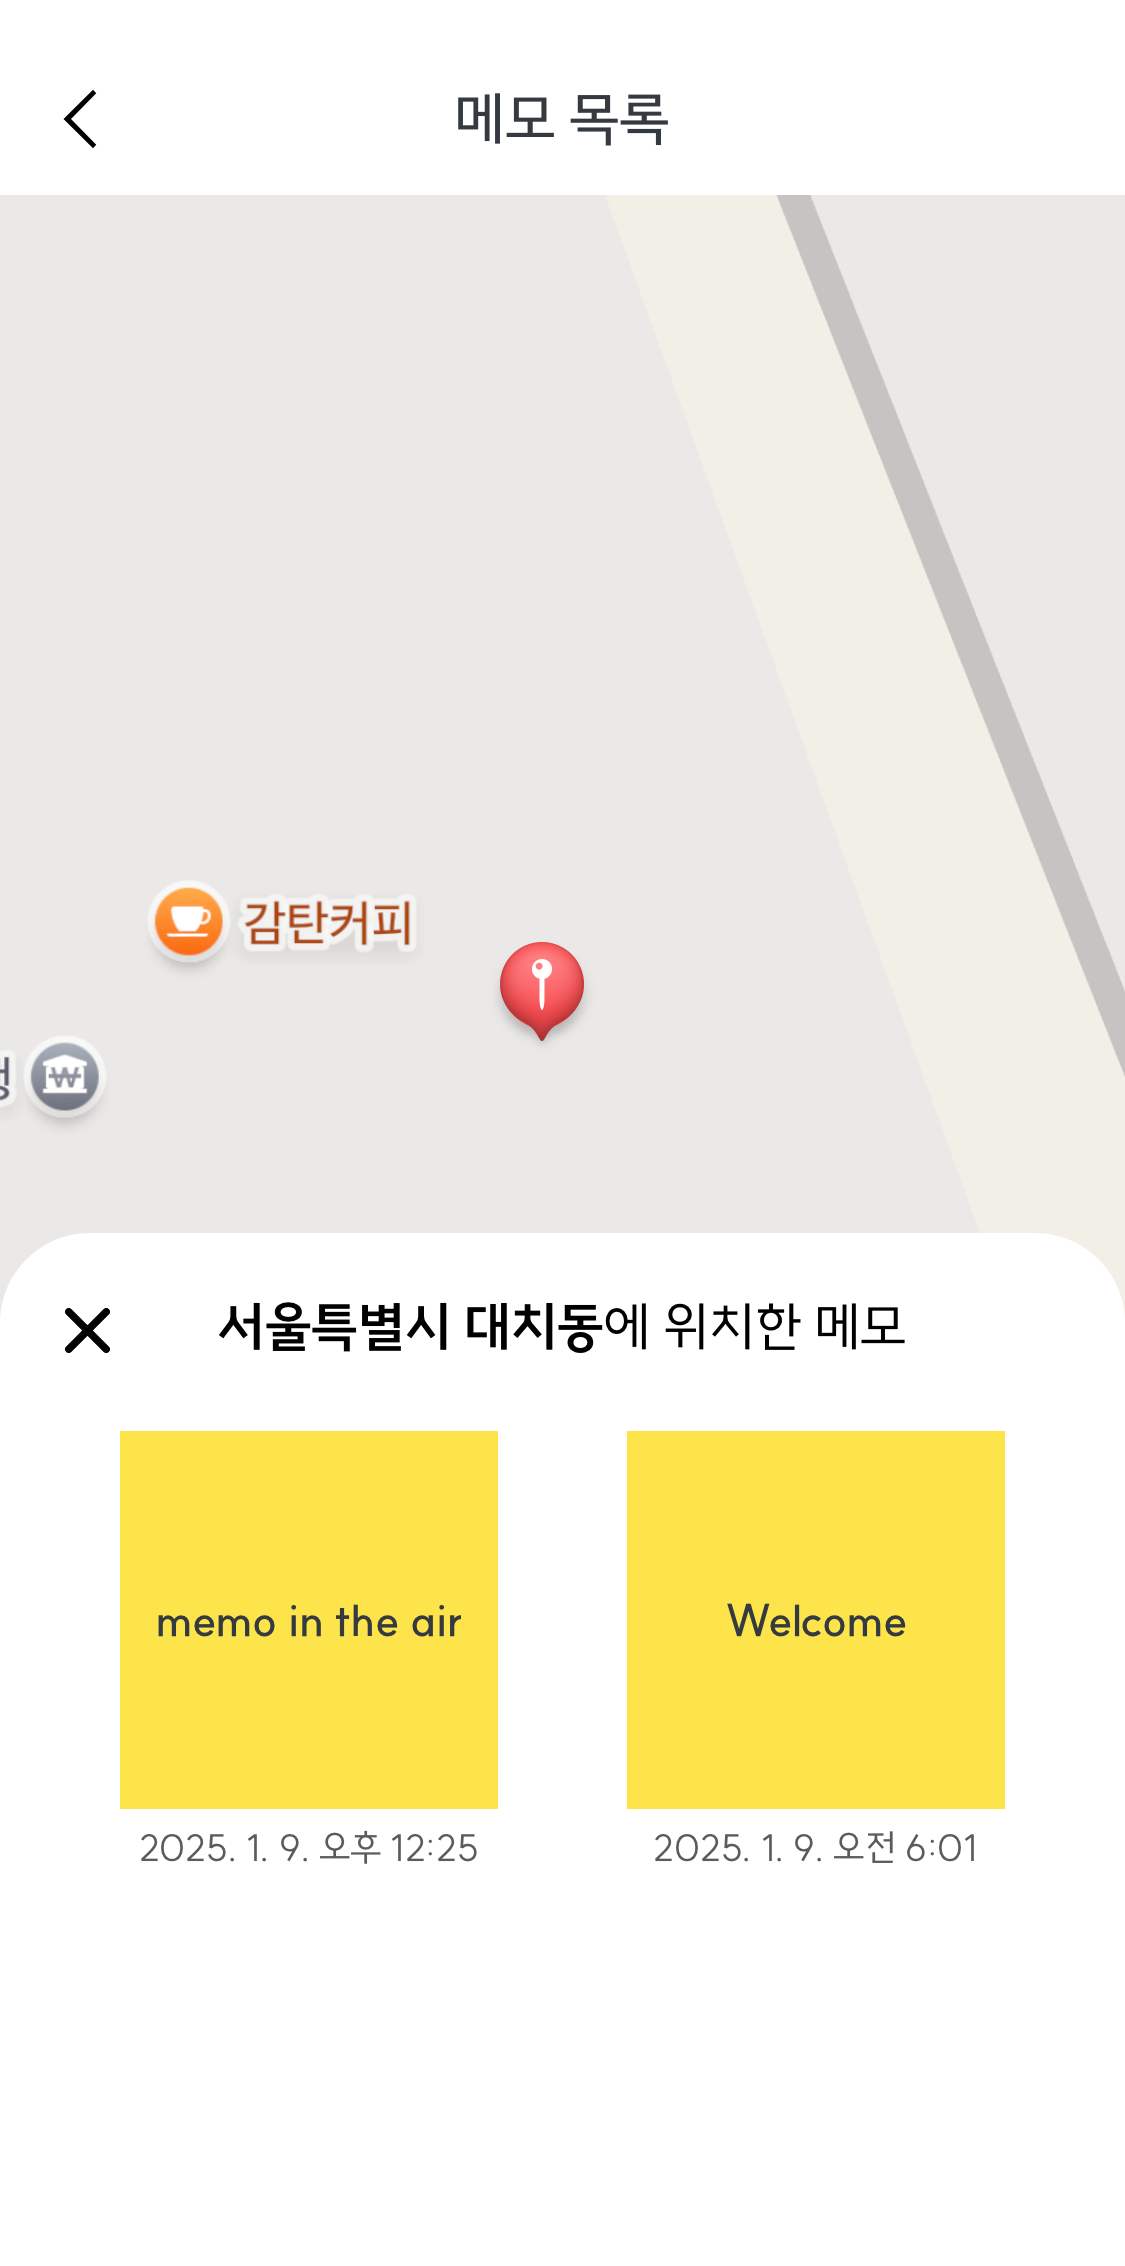 메모 목록
감탄커피
서울특별시 대치동에 위치한 메모
memo in the air
Welcome
2025. 1. 9. 오후 12:25
2025. 1. 9. 오전 6:01